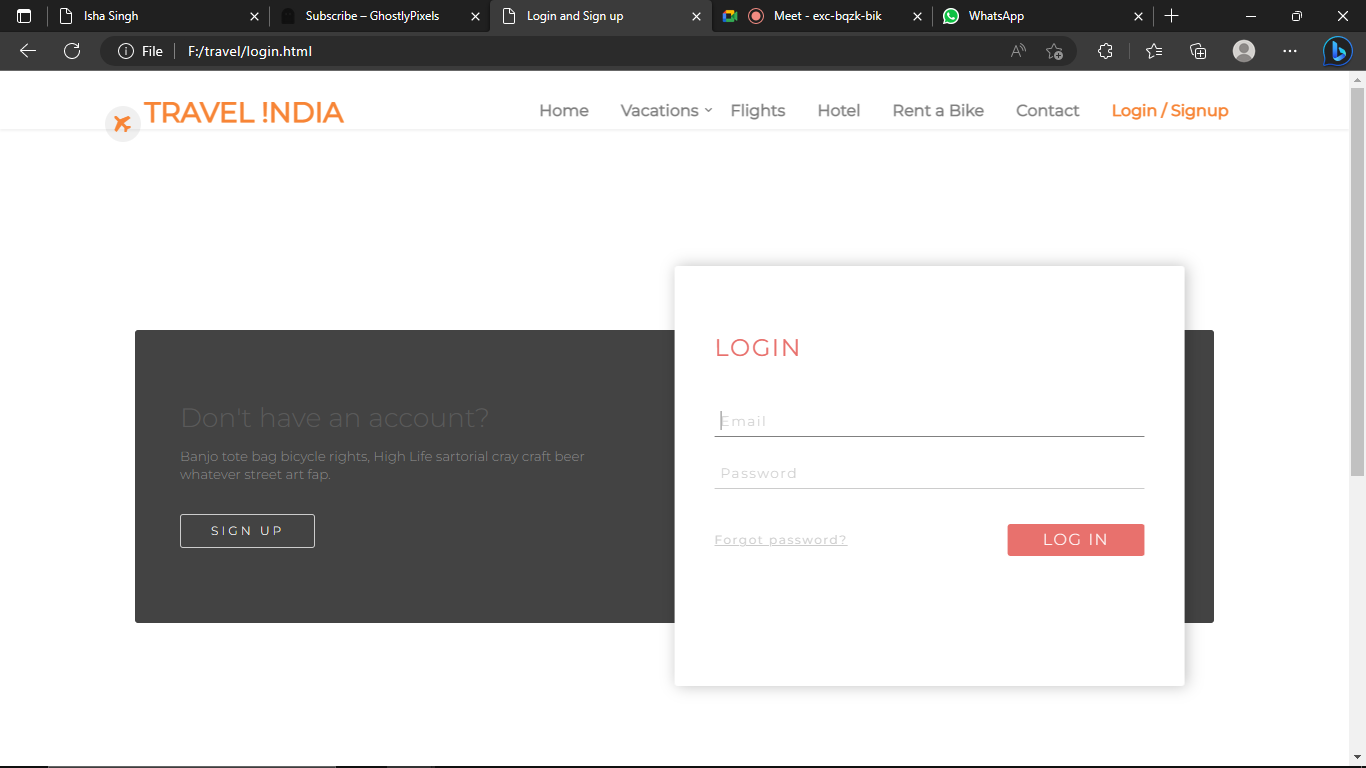 Isha Singh
Subscribe – GhostlyPixels
Login and Sign up
Meet - exc-bqzk-bik
WhatsApp
File
F:/travel/login.html
TRAVEL !NDIA
Home
Vacations
Flights
Hotel
Rent a Bike
Contact
Login / Signup
LOGIN
Don't have an account?
Banjo tote bag bicycle rights, High Life sartorial cray craft beer
whatever street art fap.
SIGN UP
Email
Password
Forgot password?
LOG IN